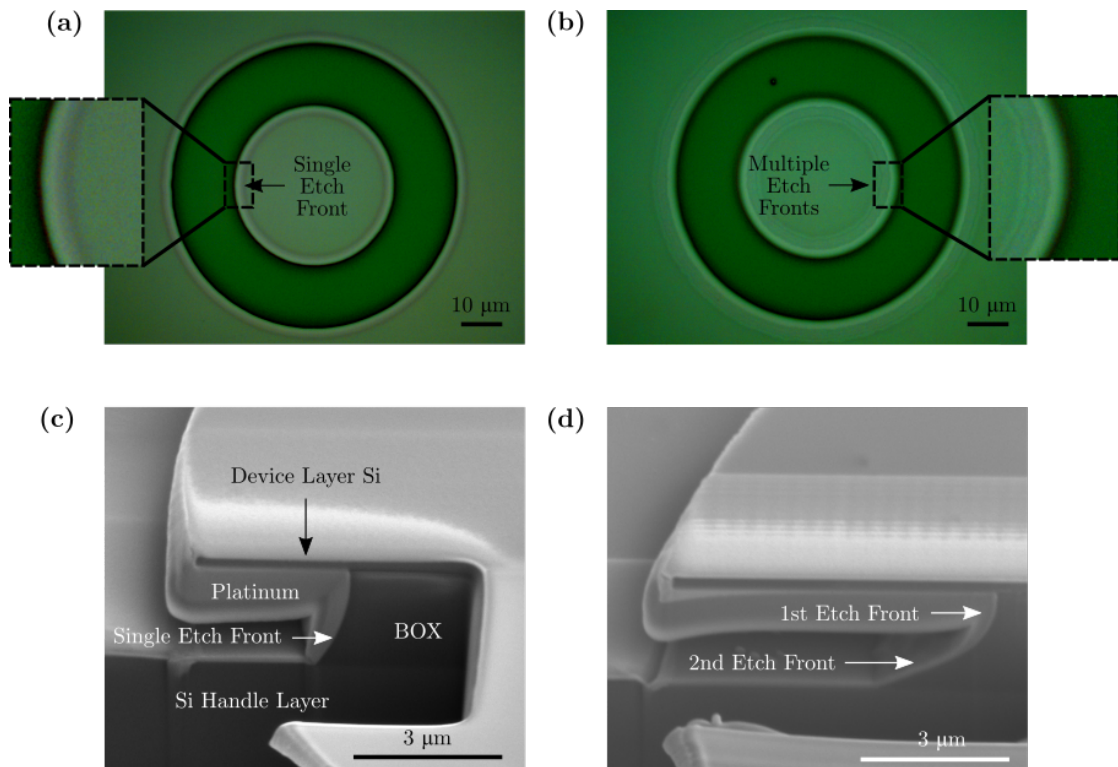 (a)
Single
Etch
Front
10 μm
(b)
Multiple
Etch
Fronts
10 μm
(c)
Device Layer Si
Platinum
Single Etch Front
BOX
Si Handle Layer
3 μm
(d)
1st Etch Front
2nd Etch Front
3 μm